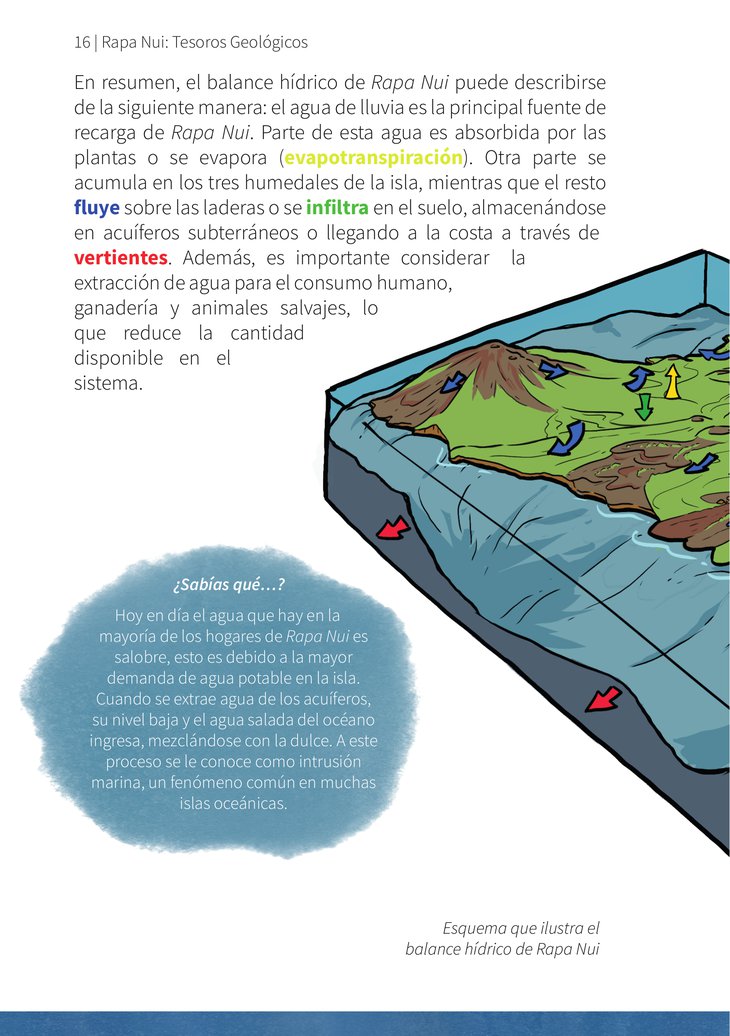 16 | Rapa Nui: Tesoros Geológicos
En resumen, el balance hídrico de Rapa Nui puede describirse
de la siguiente manera: el agua de lluvia es la principal fuente de
recarga de Rapa Nui. Parte de esta agua es absorbida por las
plantas o se evapora (evapotranspiración). Otra parte se
acumula en los tres humedales de la isla, mientras que el resto
fluye sobre las laderas o se infiltra en el suelo, almacenándose
en acuíferos subterráneos o llegando a la costa a través de
vertientes. Además, es importante considerar la
extracción de agua para el consumo humano,
ganadería y animales salvajes, lo
que reduce la cantidad
disponible en el
sistema.
¿Sabías qué...?
Hoy en día el agua que hay en la
mayoría de los hogares de Rapa Nui es
salobre, esto es debido a la mayor
demanda de agua potable en la isla.
Cuando se extrae agua de los acuíferos,
su nivel baja y el agua salada del océano
ingresa, mezclándose con la dulce. A este
proceso se le conoce como intrusión
marina, un fenómeno común en muchas
islas oceánicas.
Esquema que ilustra el
balance hídrico de Rapa Nui